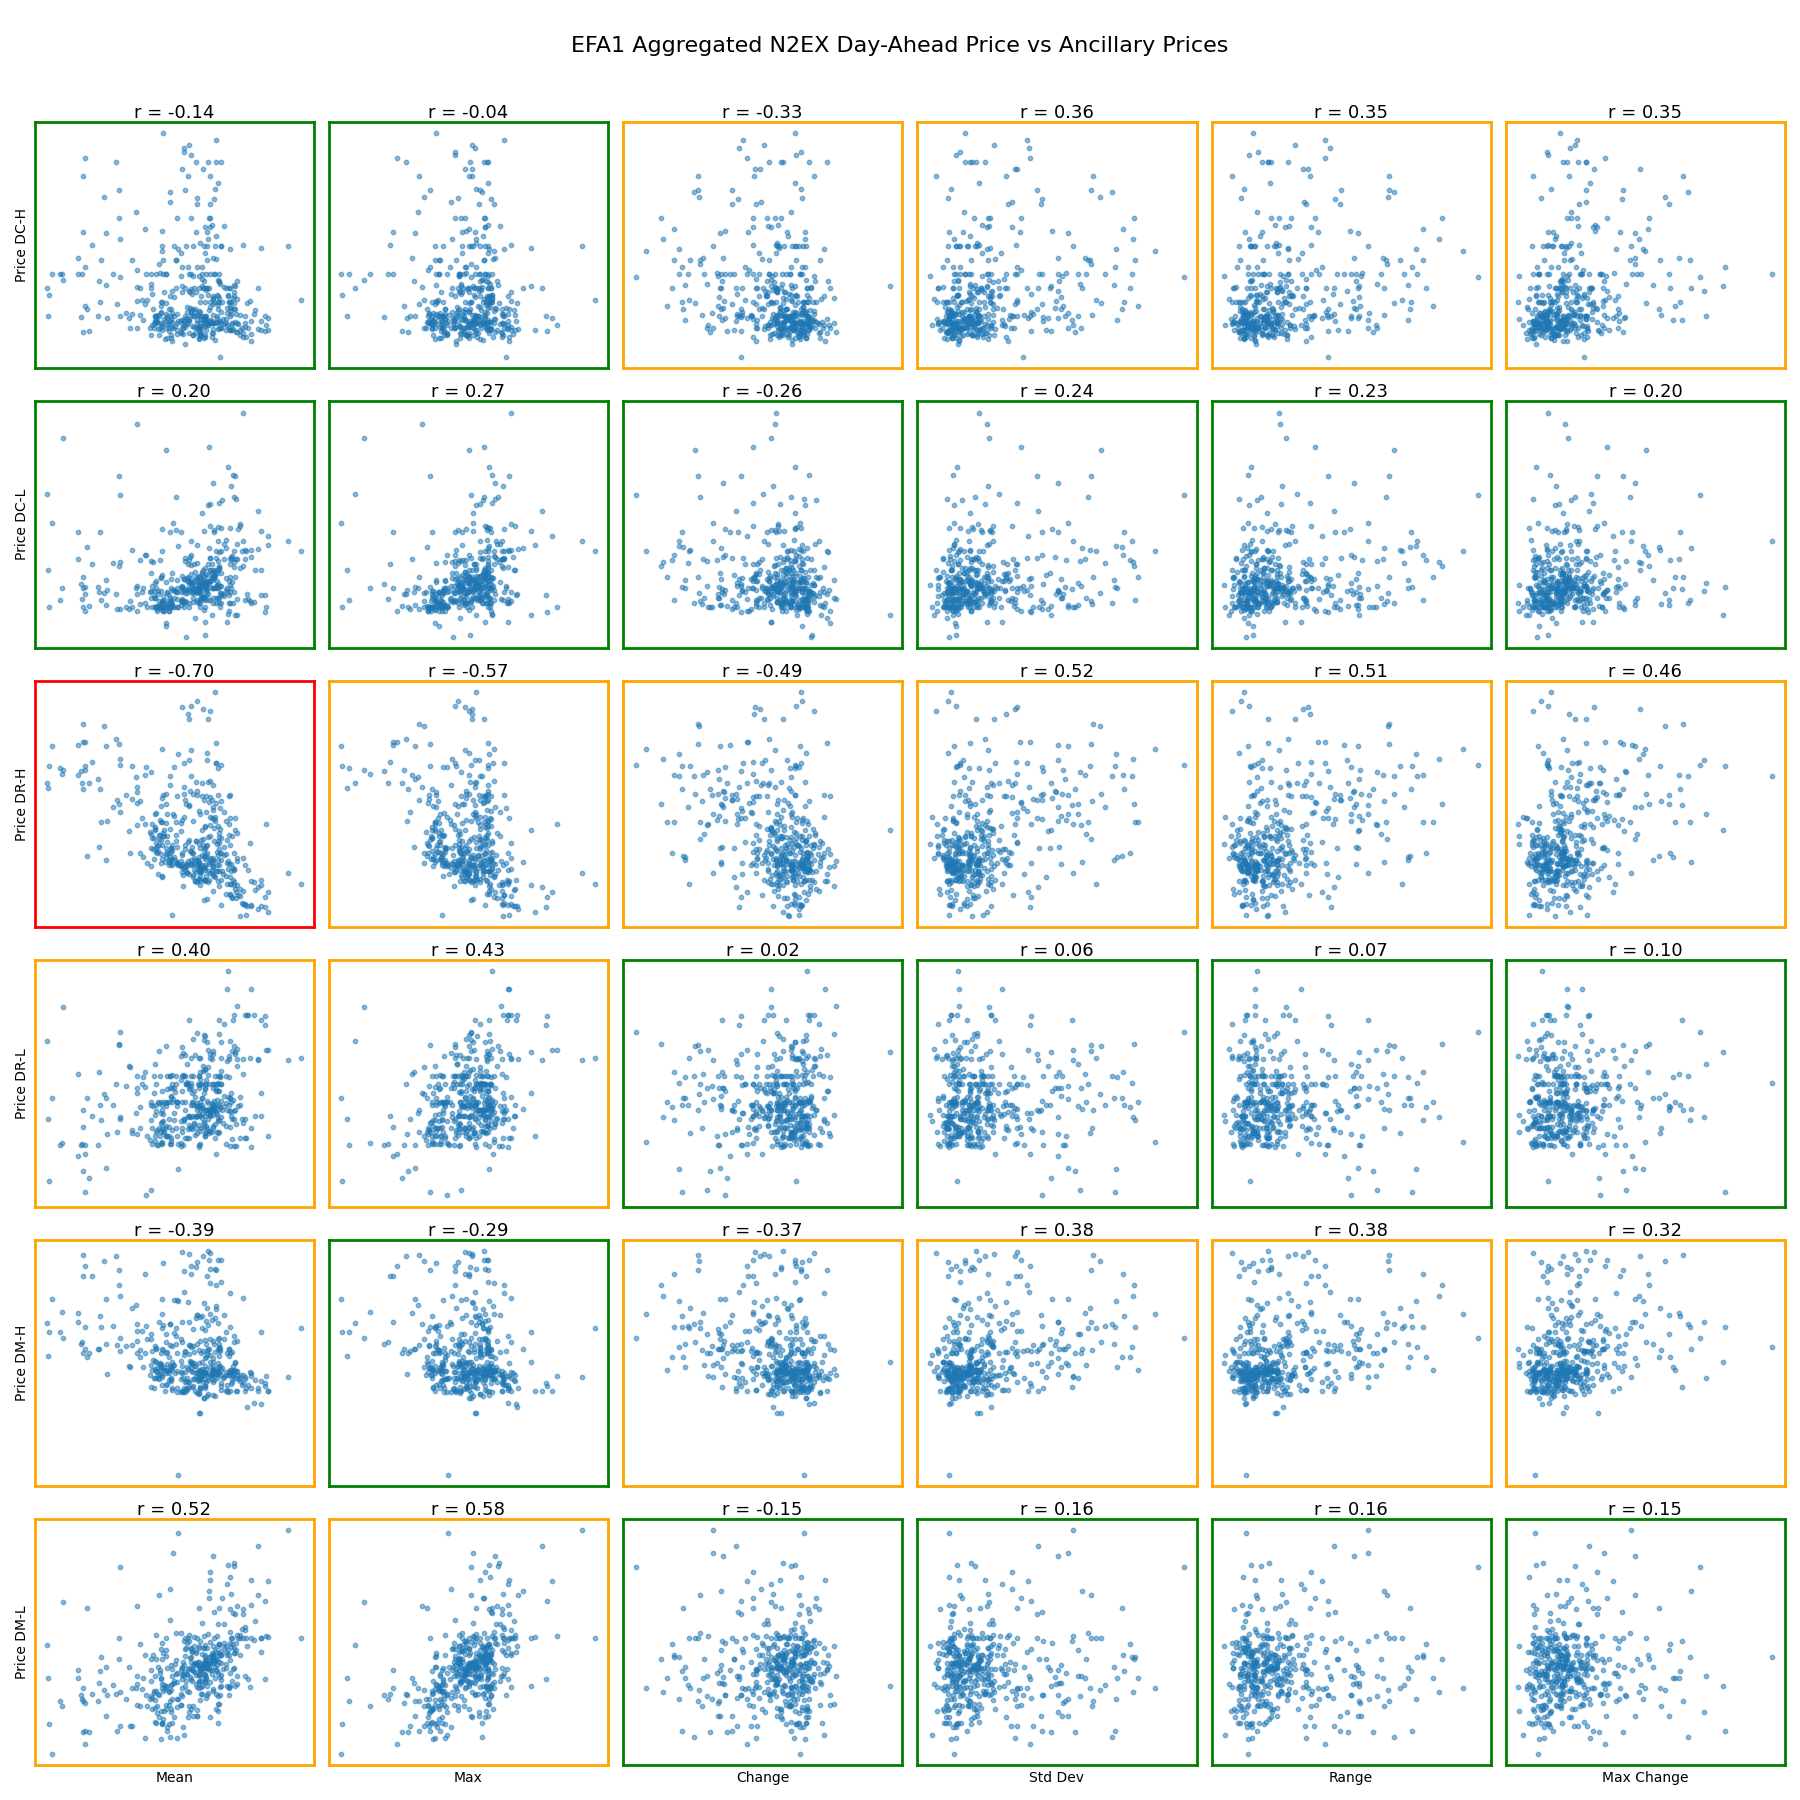 EFA1 Aggregated N2EX Day-Ahead Price vs Ancillary Prices
r = -0.14
r = -0.04
r = -0.33
r = 0.36
r = 0.35
r = 0.35
Price DC-H
r = 0.20
r = 0.27
r = -0.26
r = 0.24
r = 0.23
r = 0.20
Price DC-L
r = -0.70
r = -0.57
r = -0.49
r = 0.52
r = 0.51
r = 0.46
Price DR-H
r = 0.40
r = 0.43
r = 0.02
r = 0.06
r = 0.07
r = 0.10
Price DR-L
r = -0.39
r = -0.29
r = -0.37
r = 0.38
r = 0.38
r = 0.32
Price DM-H
r = 0.52
r = 0.58
r = -0.15
r = 0.16
r = 0.16
r = 0.15
Price DM-L
Mean
Max
Change
Std Dev
Range
Max Change